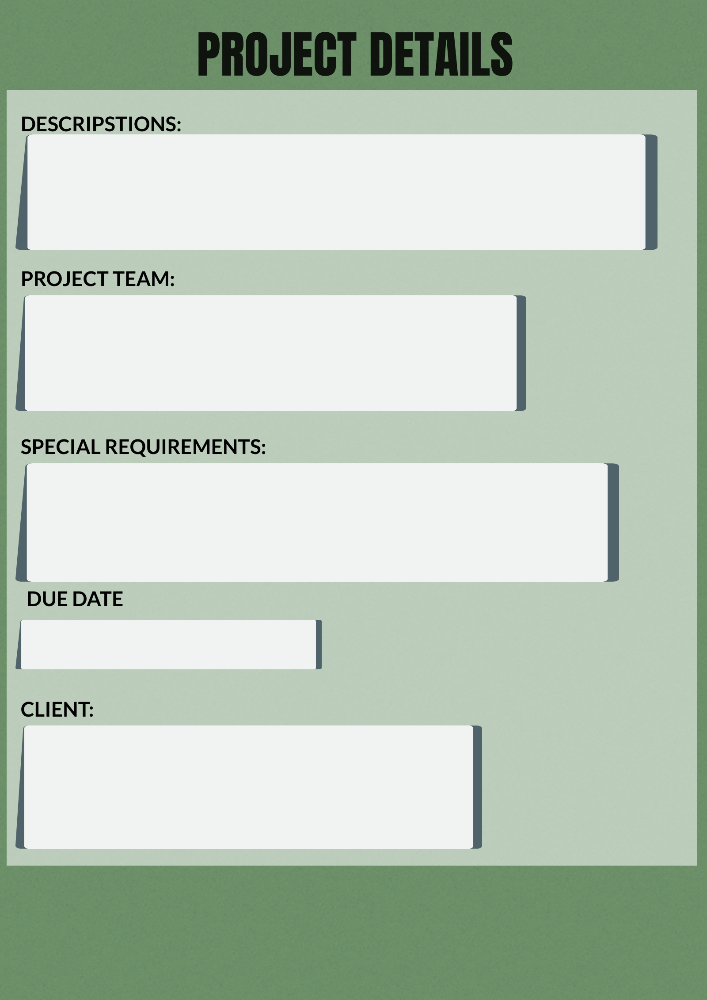 PROJECT DETAILS
DESCRIPSTIONS:
PROJECT TEAM:
SPECIAL REQUIREMENTS:
DUE DATE
CLIENT: